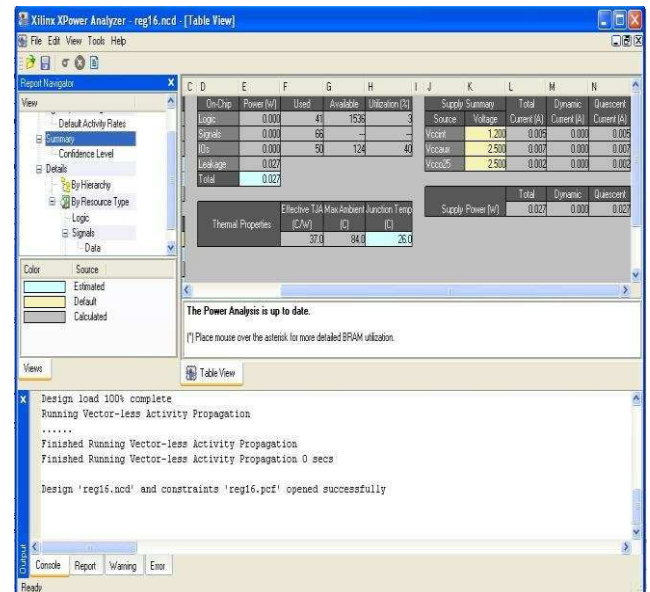 Xilinx XPower Analyzer - reg16.ncd - [Table View]
File Edit View Tools Help
Report Navigator X
View
Default Activity Rates
Summary
Confidence Level
Details
By Hierarchy
By Resource Type
Logic
Signals
Data
Color Source
Estimated
Default
Calculated
Views
C D E F G H I J K L M N
On-Chip Power (W) Used Available Utilization (%)
Logic 0.000 41 1536 3
Signals 0.000 66 -- --
IOs 0.000 50 124 40
Leakage 0.027
Total 0.027
Effective TJA Max Ambient Junction Temp
Thermal Properties (C/W) (C) (C)
37.0 84.0 26.0
Supply Summary Total Dynamic Quiescent
Source Voltage Current (A) Current (A) Current (A)
Vccint 1.200 0.005 0.000 0.005
Vccaux 2.500 0.007 0.000 0.007
Vcco25 2.500 0.002 0.000 0.002
Total Dynamic Quiescent
Supply Power (W) 0.027 0.000 0.027
The Power Analysis is up to date.
(*) Place mouse over the asterisk for more detailed BRAM utilization.
Table View
X
Design load 100% complete
Running Vector-less Activity Propagation
......
Finished Running Vector-less Activity Propagation
Finished Running Vector-less Activity Propagation 0 secs
Design 'reg16.ncd' and constraints 'reg16.pcf' opened successfully
Output
Console Report Warning Error
Ready